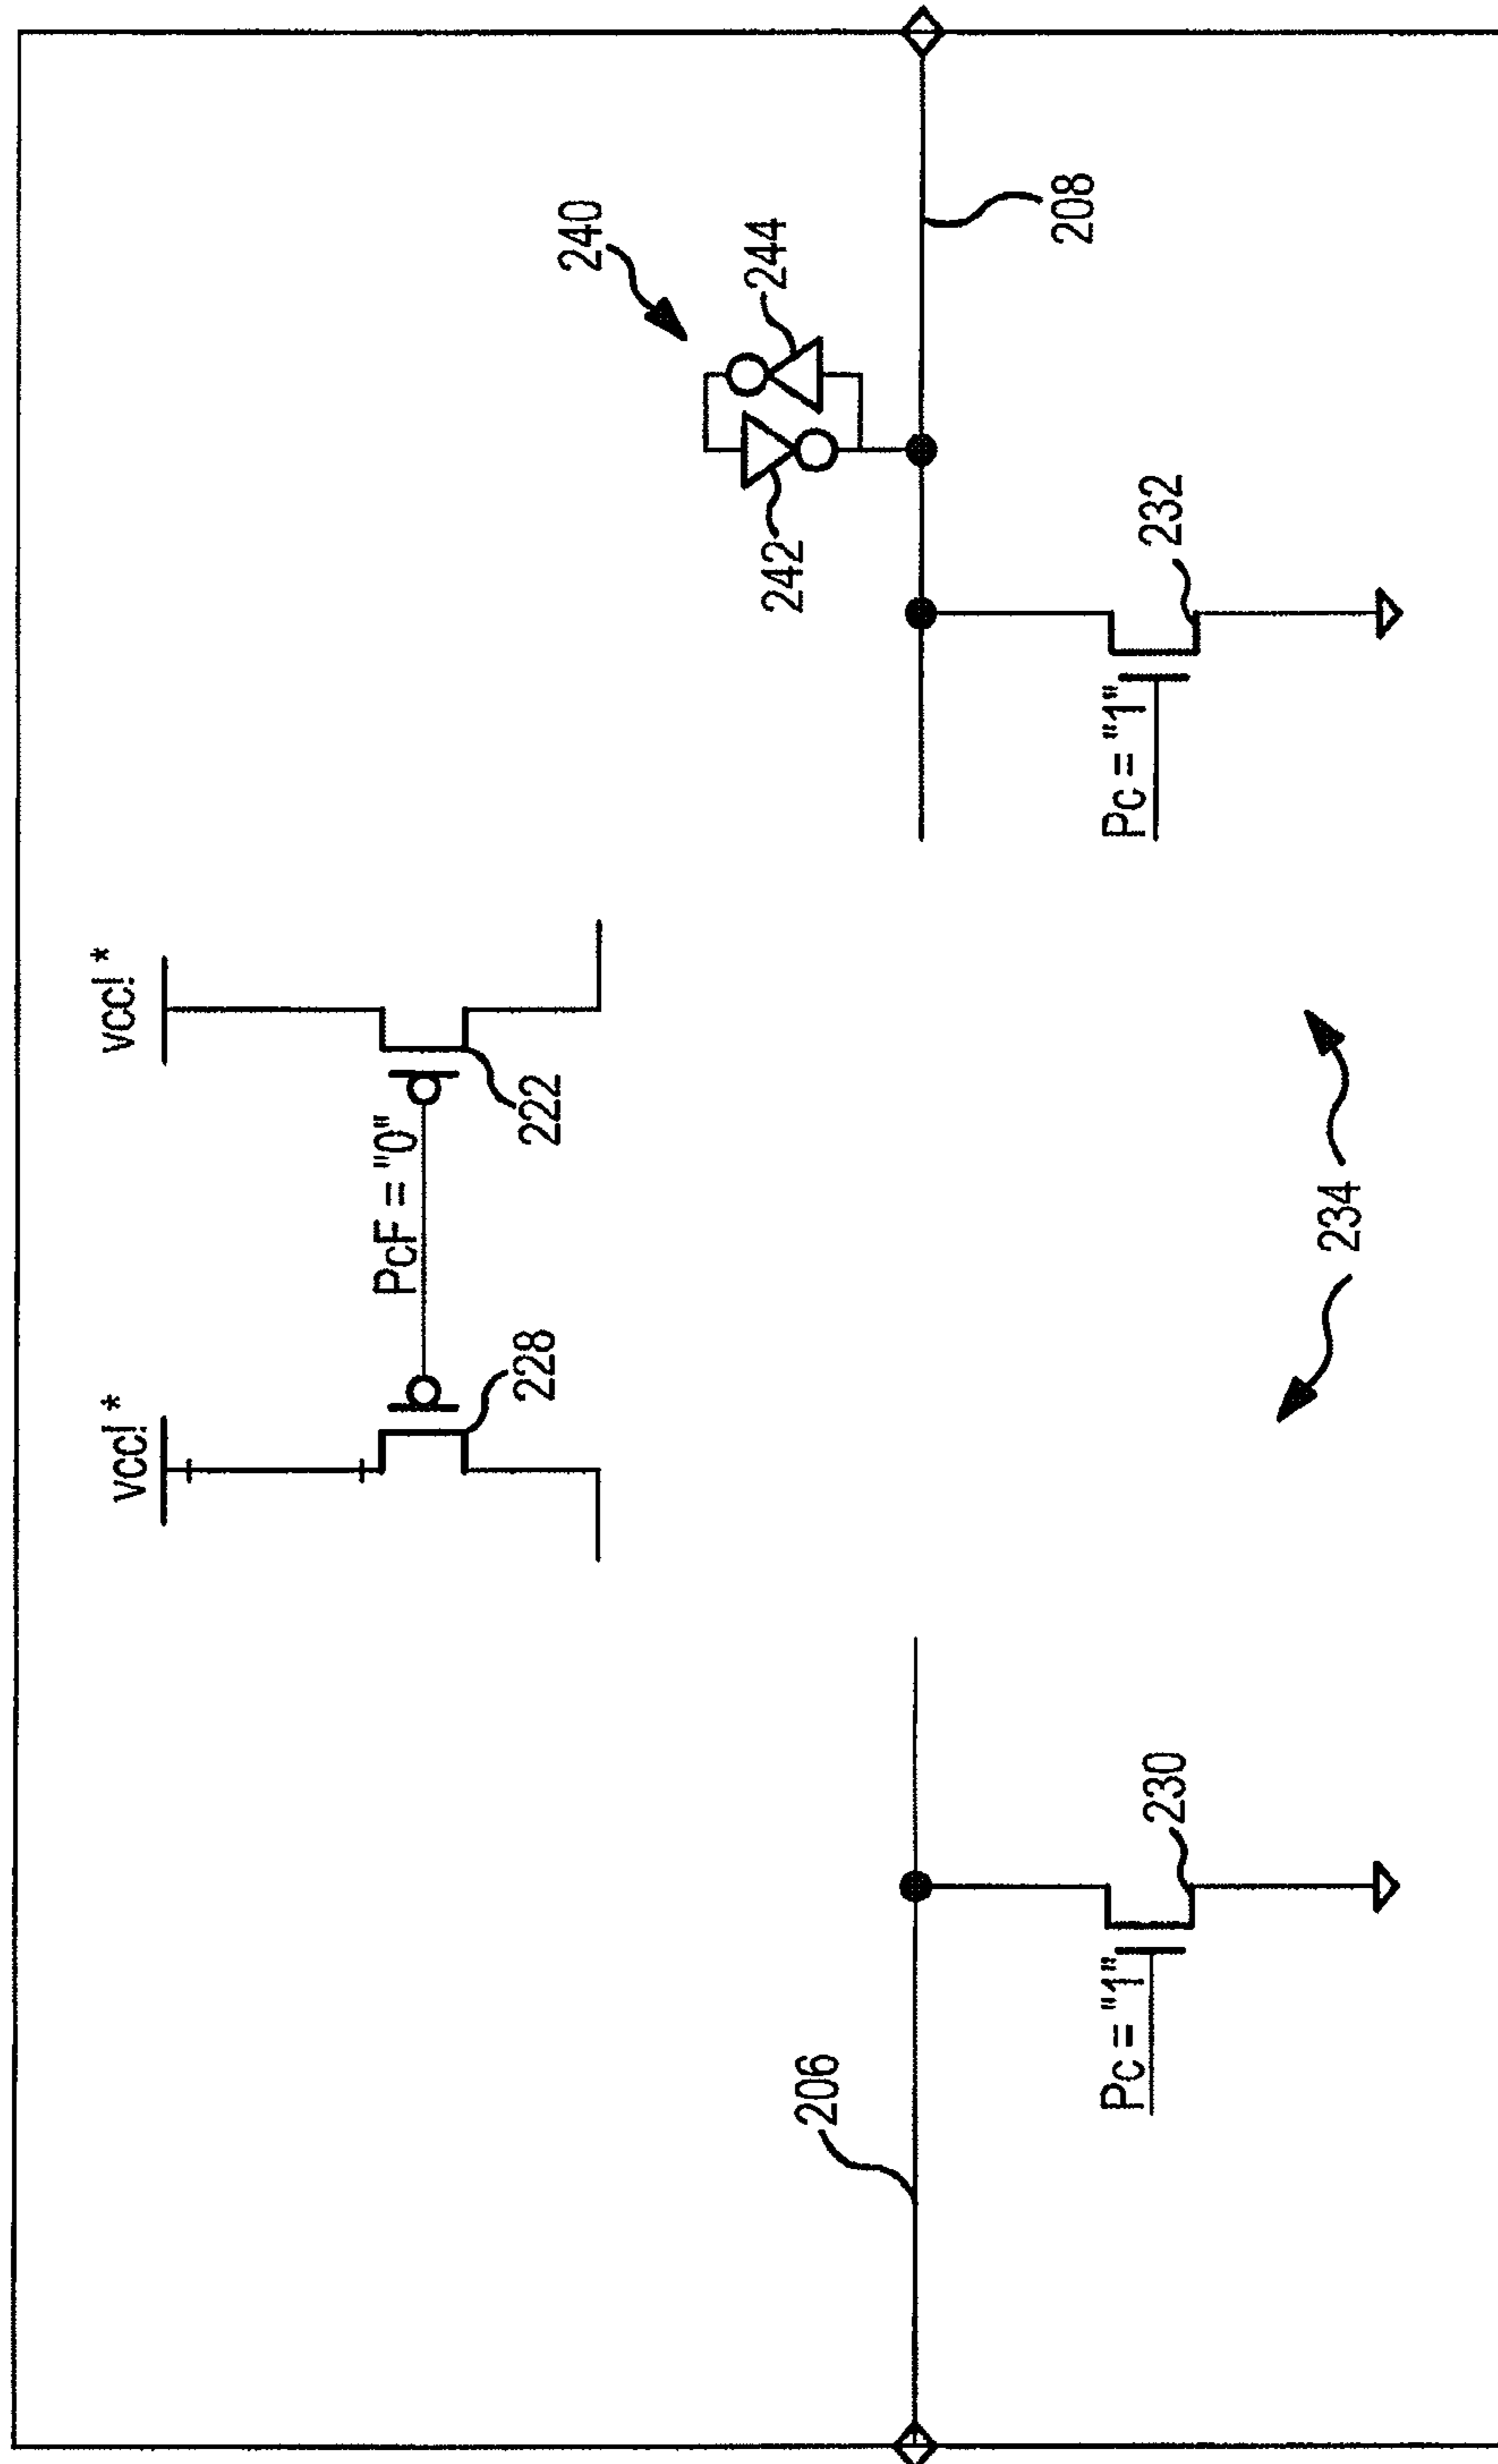 vcc! *
vcc! *
PcF = "0"
228
222
240
242
244
206
208
Pc = "1"
230
Pc = "1"
232
234